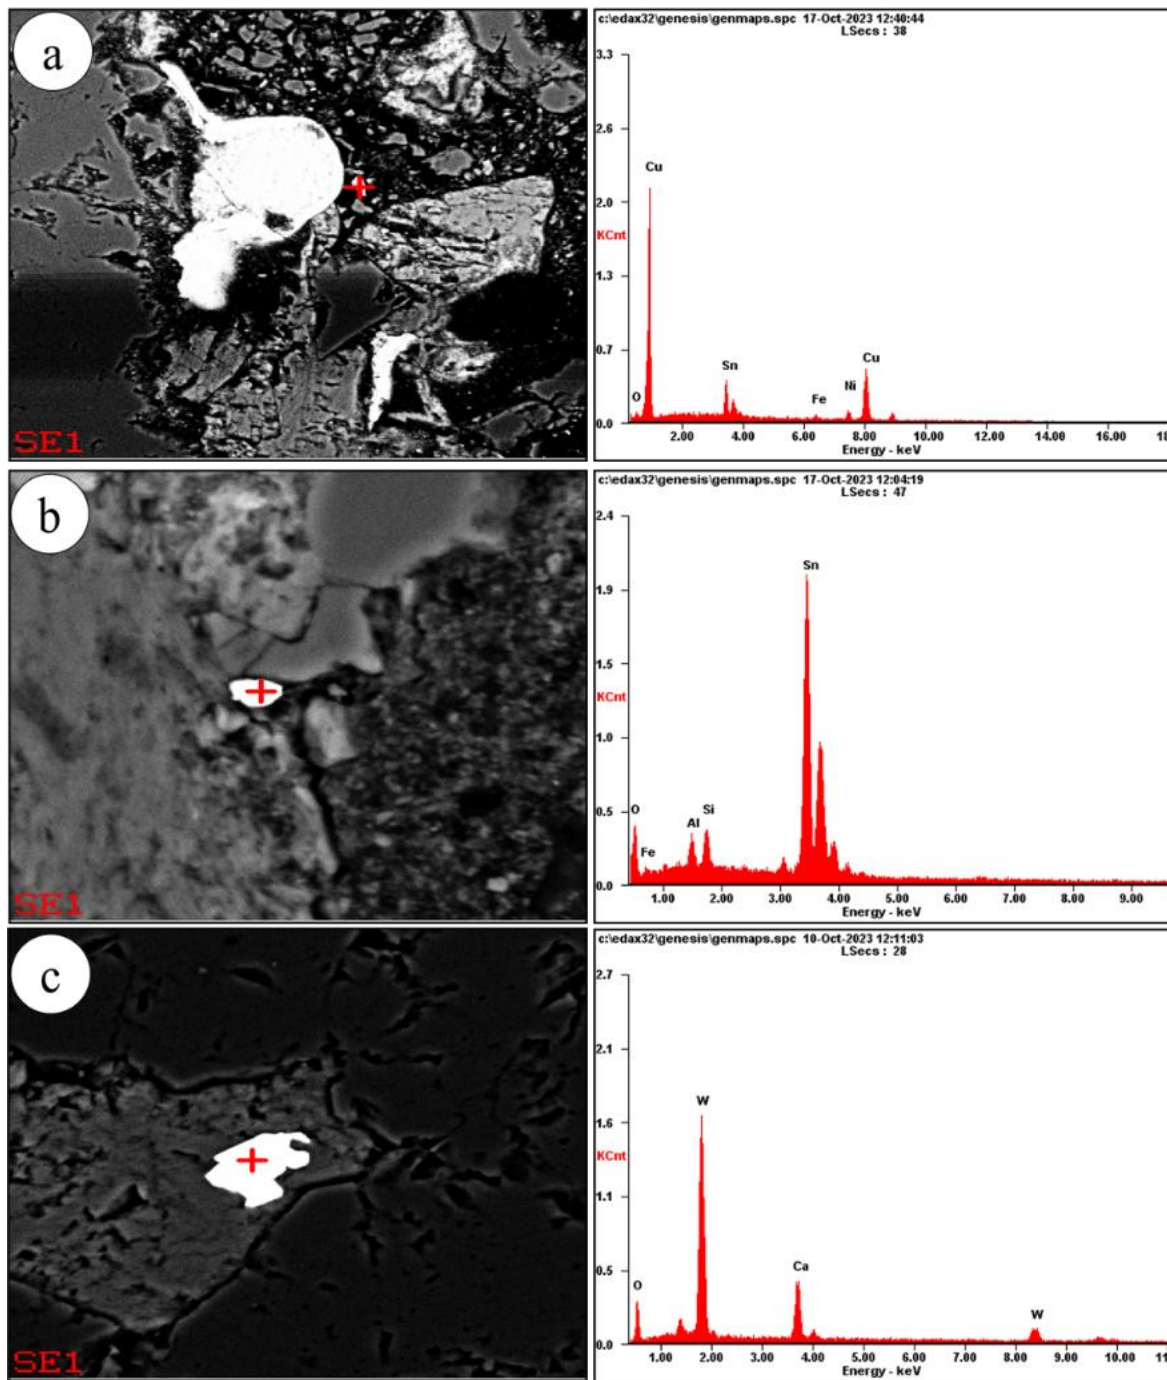 a
SE1
c:\edax32\genesis\genmaps.spc 17-Oct-2023 12:40:44
LSecs : 38
3.3
2.6
2.0
KCnt
1.3
0.7
0.0
O
Cu
Sn
Fe
Ni
Cu
2.00 4.00 6.00 8.00 10.00 12.00 14.00 16.00 18
Energy - keV
b
SE1
c:\edax32\genesis\genmaps.spc 17-Oct-2023 12:04:19
LSecs : 47
2.4
1.9
1.5
KCnt
1.0
0.5
0.0
O
Fe
Al
Si
Sn
1.00 2.00 3.00 4.00 5.00 6.00 7.00 8.00 9.00
Energy - keV
c
SE1
c:\edax32\genesis\genmaps.spc 10-Oct-2023 12:11:03
LSecs : 28
2.7
2.1
1.6
KCnt
1.1
0.5
0.0
O
W
Ca
W
1.00 2.00 3.00 4.00 5.00 6.00 7.00 8.00 9.00 10.00 11
Energy - keV